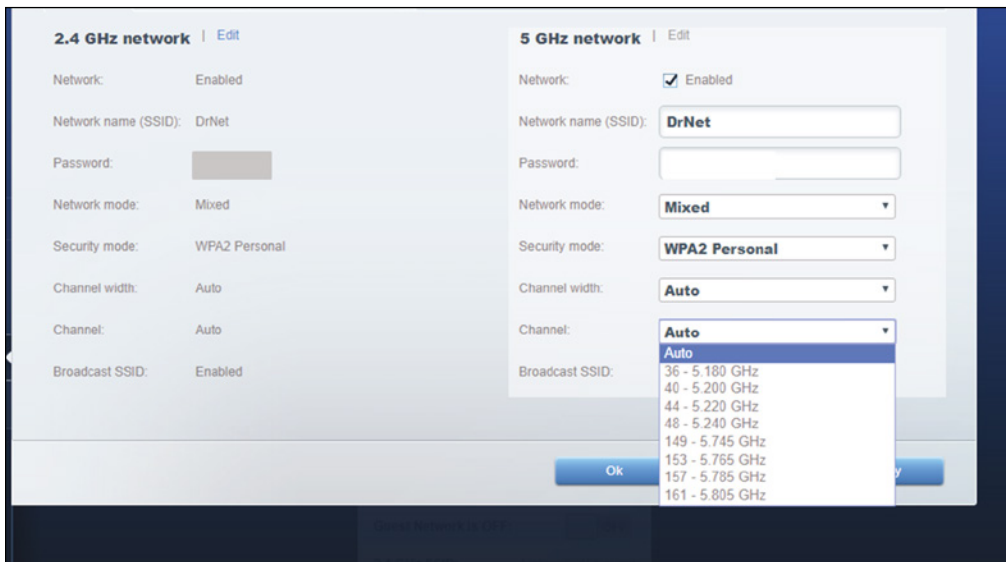 2.4 GHz network | Edit
Network: Enabled
Network name (SSID): DrNet
Password:
Network mode: Mixed
Security mode: WPA2 Personal
Channel width: Auto
Channel: Auto
Broadcast SSID: Enabled
5 GHz network | Edit
Network: Enabled
Network name (SSID): DrNet
Password:
Network mode: Mixed
Security mode: WPA2 Personal
Channel width: Auto
Channel: Auto
Auto
36 - 5.180 GHz
40 - 5.200 GHz
44 - 5.220 GHz
48 - 5.240 GHz
149 - 5.745 GHz
153 - 5.765 GHz
157 - 5.785 GHz
161 - 5.805 GHz
Broadcast SSID:
Ok
y
Guest Network is OFF